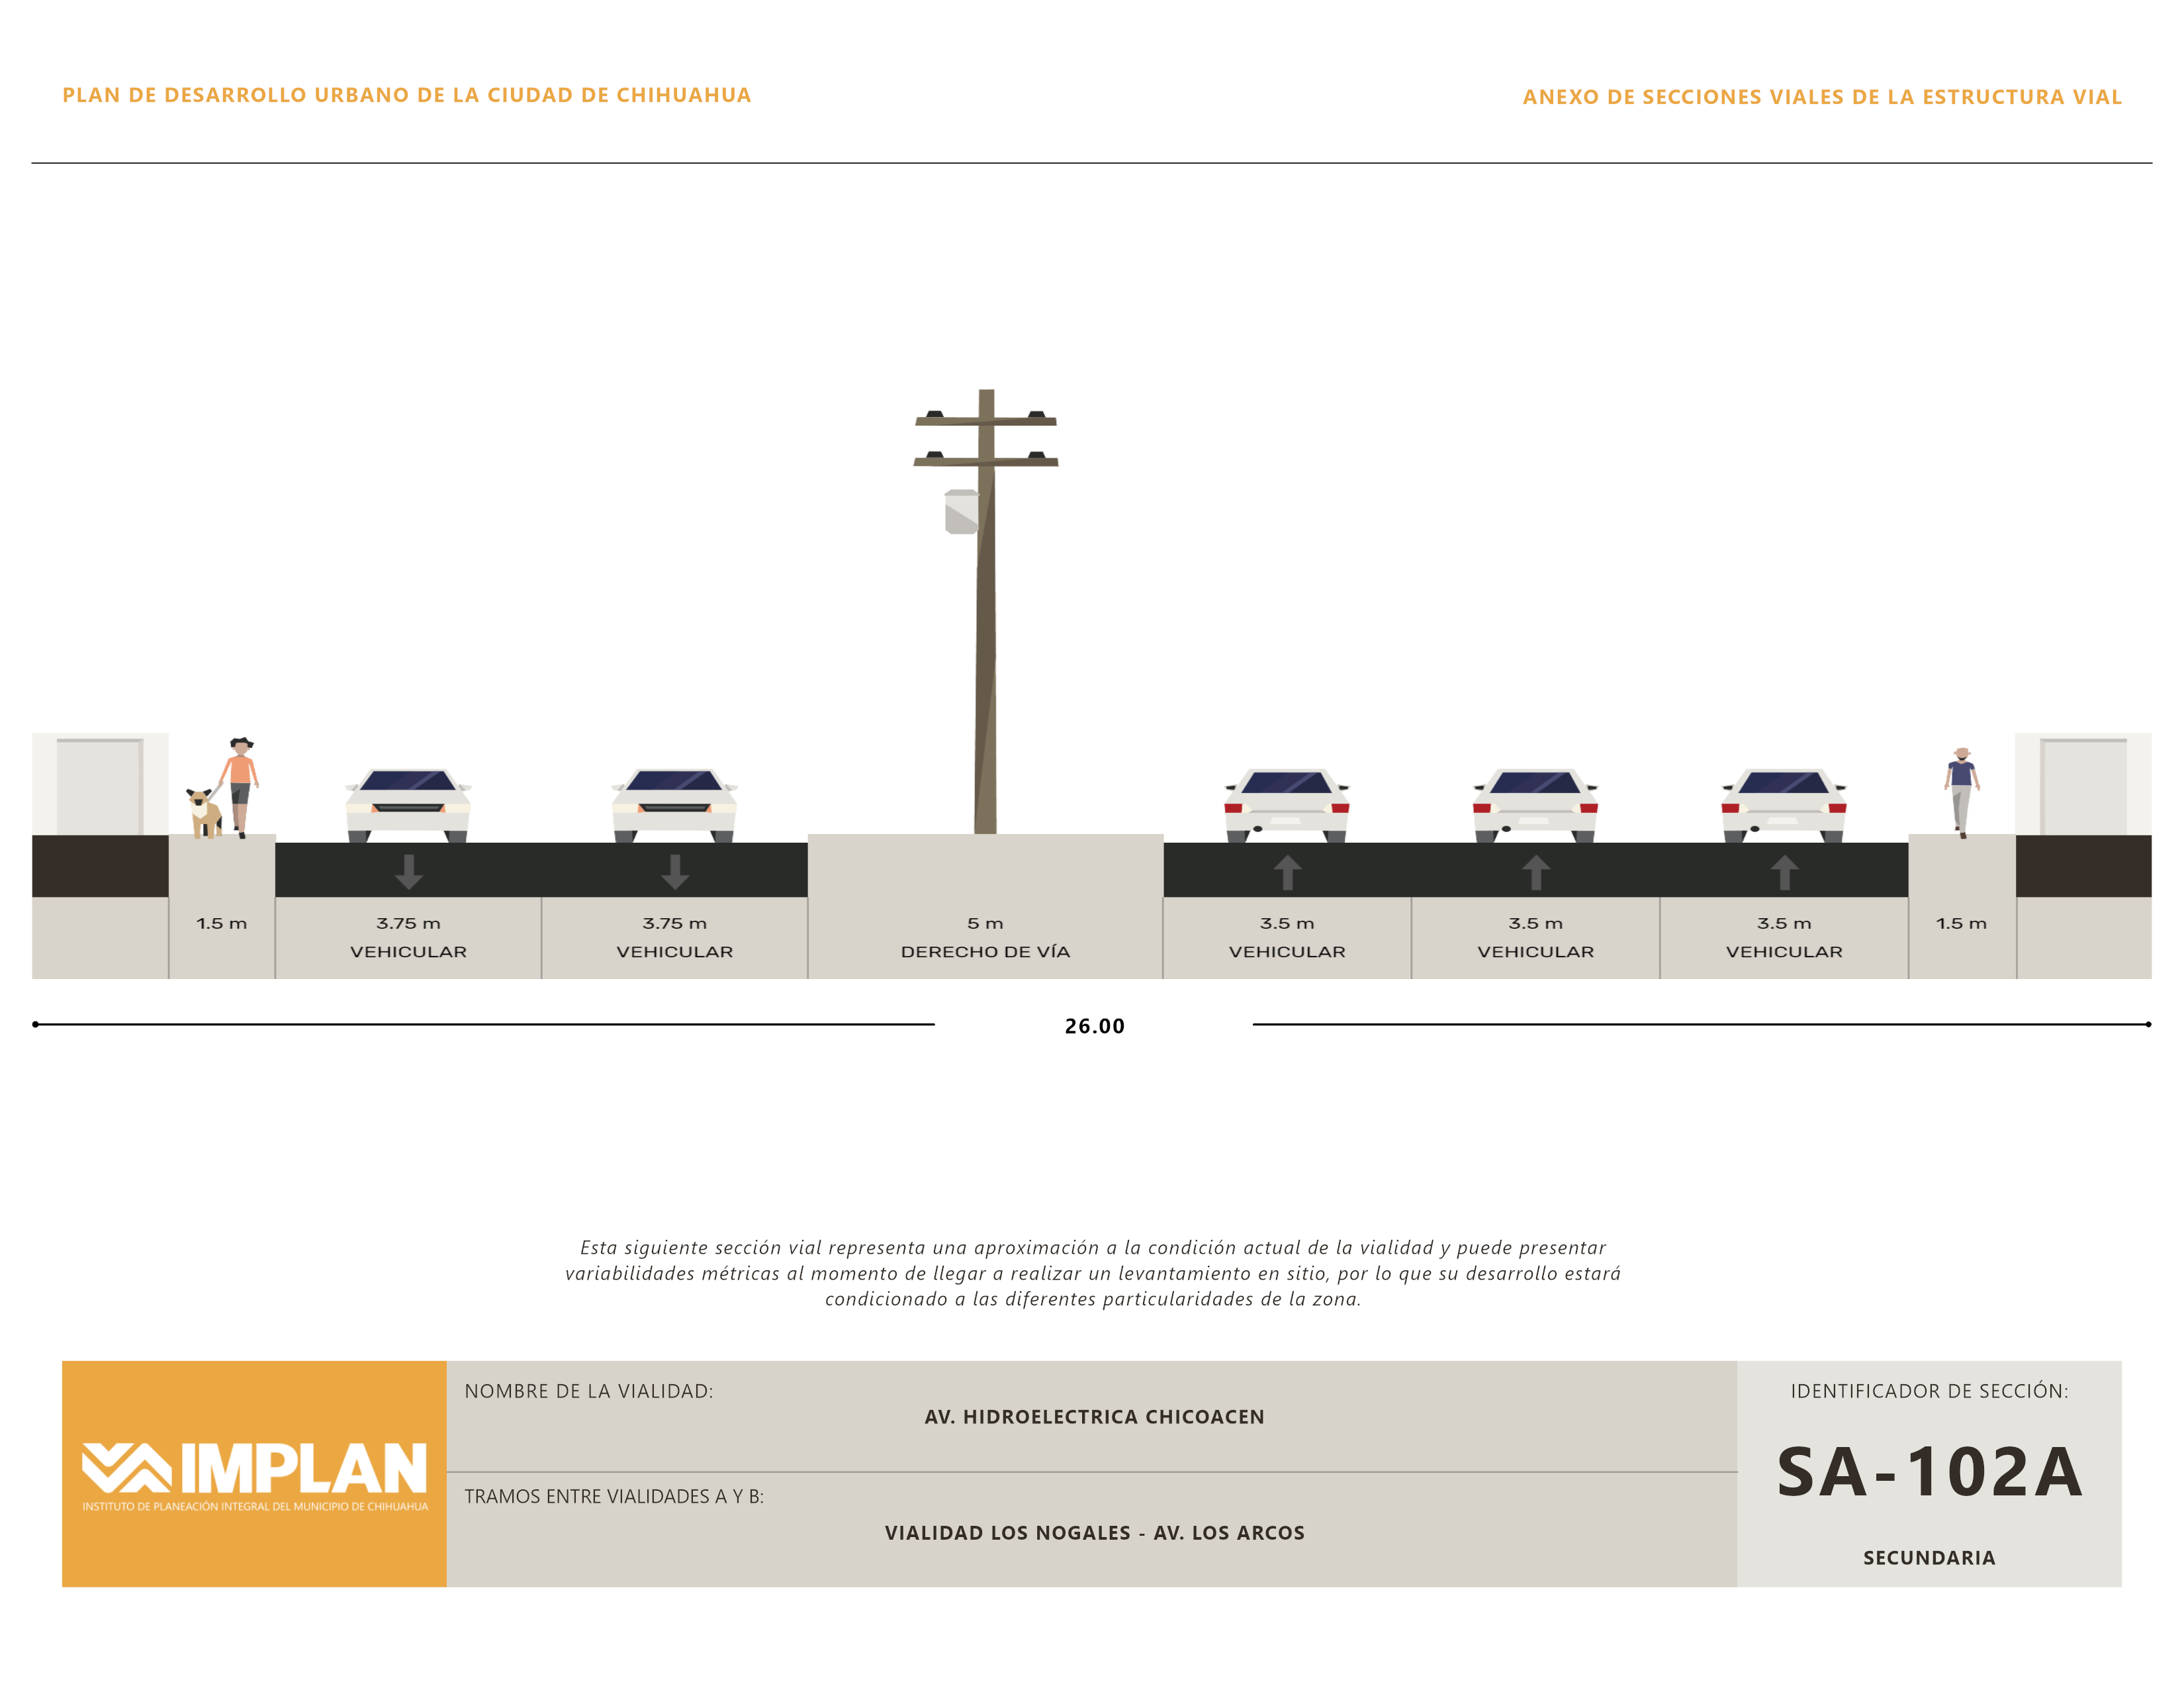 PLAN DE DESARROLLO URBANO DE LA CIUDAD DE CHIHUAHUA
ANEXO DE SECCIONES VIALES DE LA ESTRUCTURA VIAL
1.5 m
3.75 m
VEHICULAR
3.75 m
VEHICULAR
5 m
DERECHO DE VÍA
3.5 m
VEHICULAR
3.5 m
VEHICULAR
3.5 m
VEHICULAR
1.5 m
26.00
Esta siguiente sección vial representa una aproximación a la condición actual de la vialidad y puede presentar
variabilidades métricas al momento de llegar a realizar un levantamiento en sitio, por lo que su desarrollo estará
condicionado a las diferentes particularidades de la zona.
IMPLAN
INSTITUTO DE PLANEACIÓN INTEGRAL DEL MUNICIPIO DE CHIHUAHUA
NOMBRE DE LA VIALIDAD:
AV. HIDROELECTRICA CHICOACEN
TRAMOS ENTRE VIALIDADES A Y B:
VIALIDAD LOS NOGALES - AV. LOS ARCOS
IDENTIFICADOR DE SECCIÓN:
SA-102A
SECUNDARIA